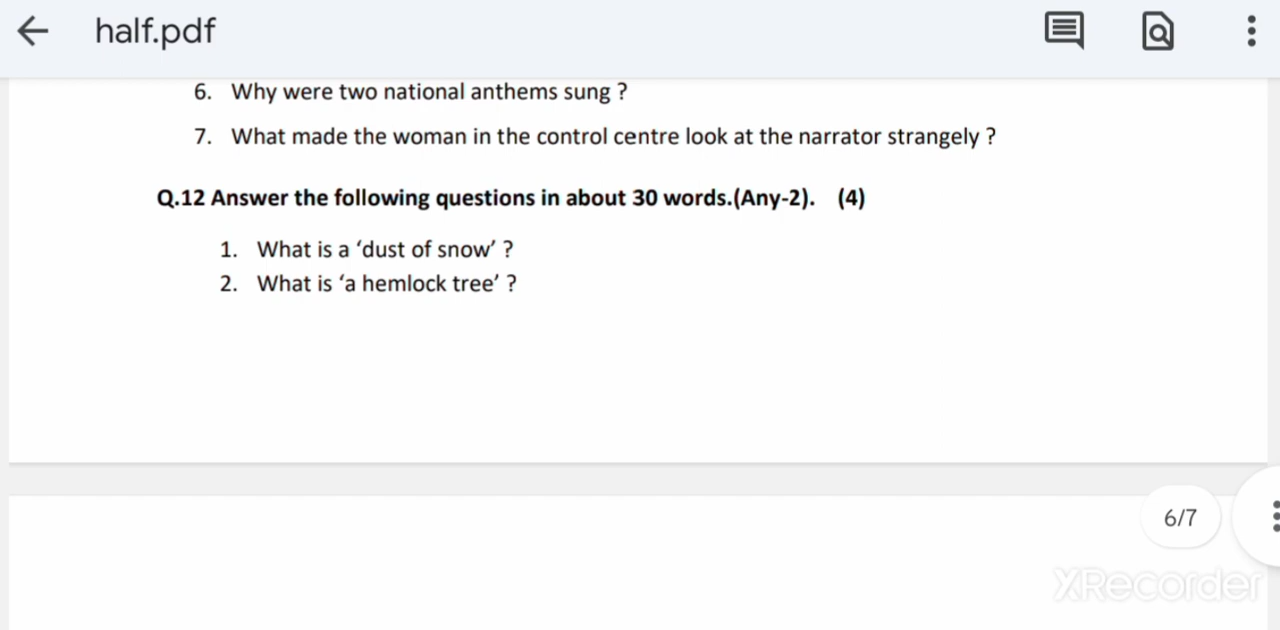 half.pdf
6. Why were two national anthems sung ?
7. What made the woman in the control centre look at the narrator strangely ?
Q.12 Answer the following questions in about 30 words.(Any-2). (4)
1. What is a ‘dust of snow’ ?
2. What is ‘a hemlock tree’ ?
6/7
XRecorder